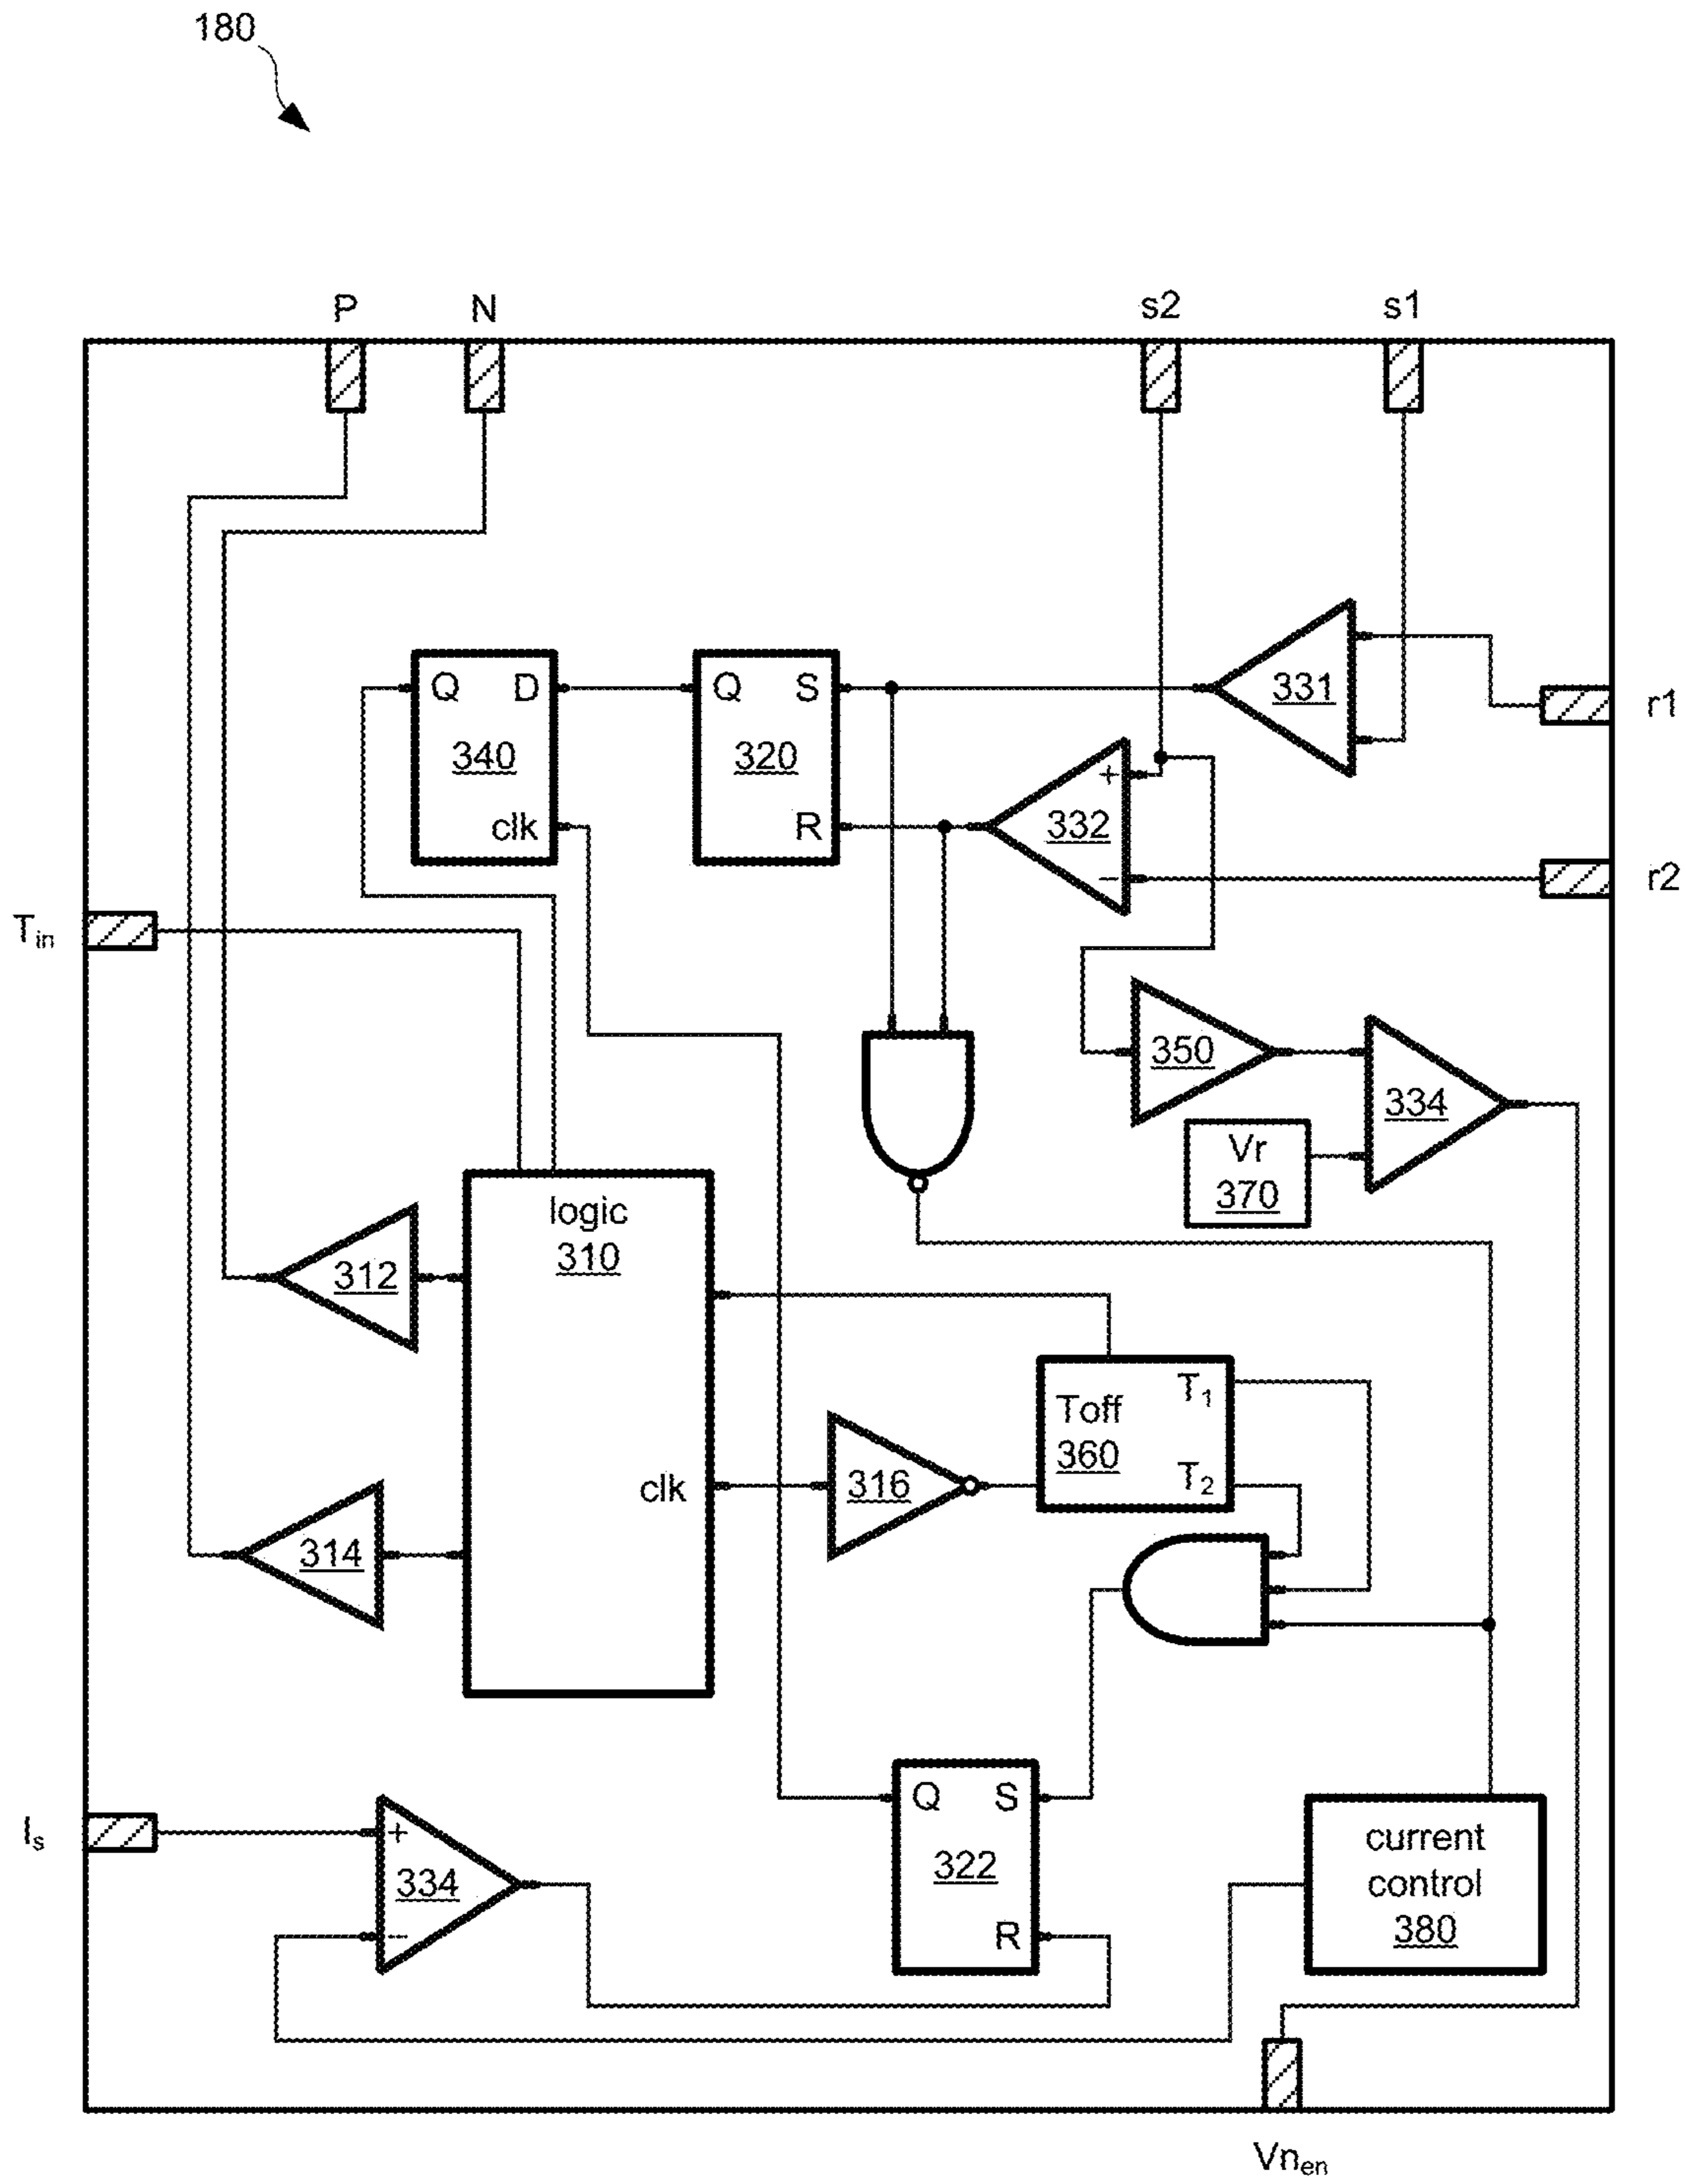 180
P N s2 s1
331
r1
Q D
340
clk
Q S
320
R
+
332
−
r2
Tin
350
334
Vr
370
logic
310
312
T1
Toff
360
T2
clk
316
314
Is
+
334
−
Q S
322
R
current
control
380
Vnen